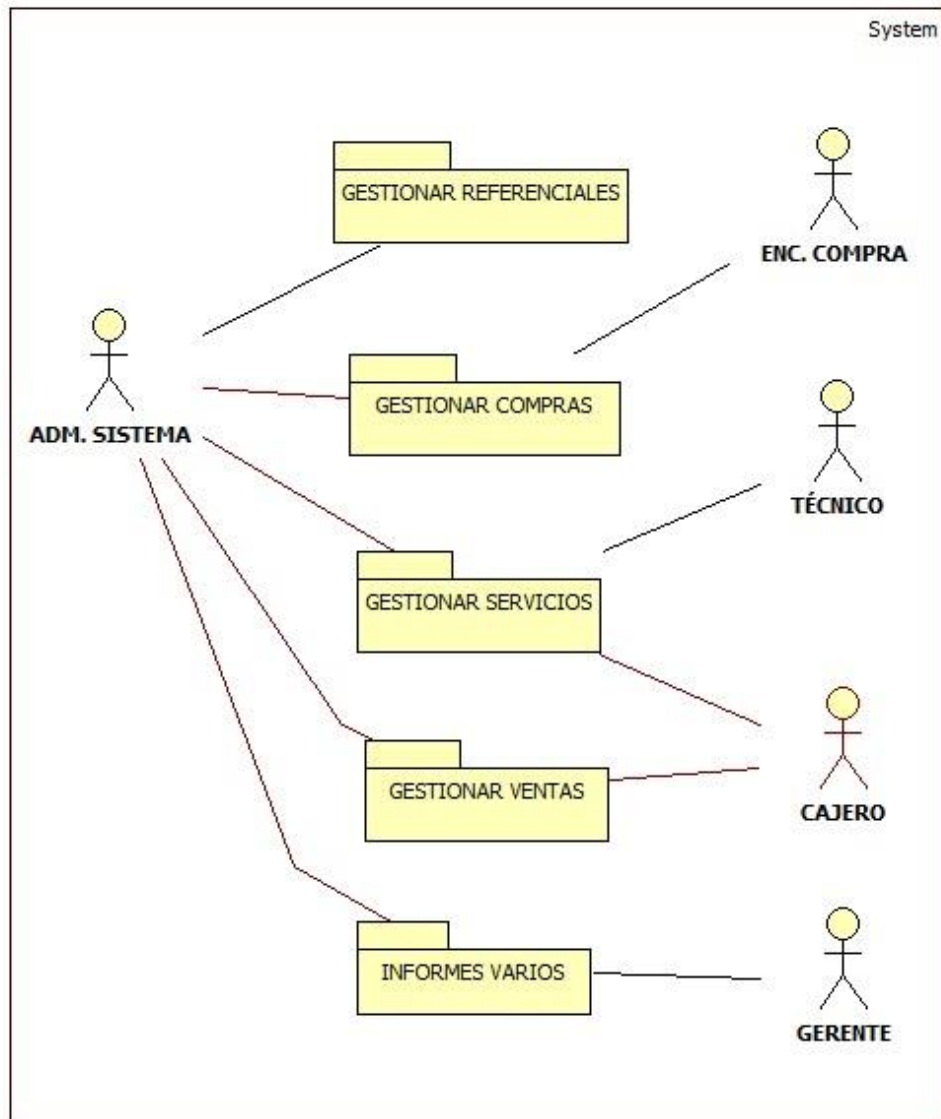 System
GESTIONAR REFERENCIALES
ENC. COMPRA
ADM. SISTEMA
GESTIONAR COMPRAS
TÉCNICO
GESTIONAR SERVICIOS
GESTIONAR VENTAS
CAJERO
INFORMES VARIOS
GERENTE